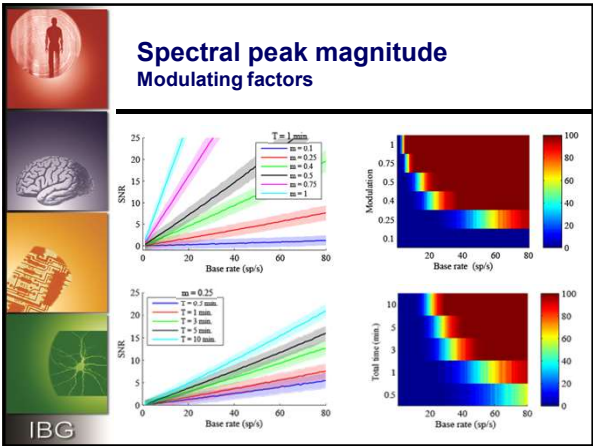 Spectral peak magnitude
Modulating factors
T = 1 min.
m = 0.1
m = 0.25
m = 0.4
m = 0.5
m = 0.75
m = 1
25
20
15
10
5
0
SNR
0 20 40 60 80
Base rate (sp/s)
1
0.75
0.5
0.4
0.25
0.1
Modulation
20 40 60 80
Base rate (sp/s)
100
80
60
40
20
0
m = 0.25
T = 0.5 min.
T = 1 min.
T = 3 min.
T = 5 min.
T = 10 min.
25
20
15
10
5
0
SNR
0 20 40 60 80
Base rate (sp/s)
10
5
3
1
0.5
Total time (min.)
20 40 60 80
Base rate (sp/s)
100
80
60
40
20
0
IBG